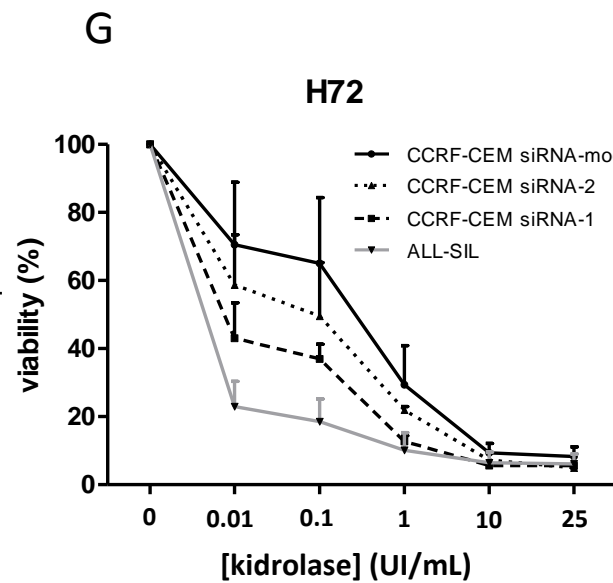 G
H72
100
80
60
40
20
0
viability (%)
CCRF-CEM siRNA-mo
CCRF-CEM siRNA-2
CCRF-CEM siRNA-1
ALL-SIL
0 0.01 0.1 1 10 25
[kidrolase] (UI/mL)